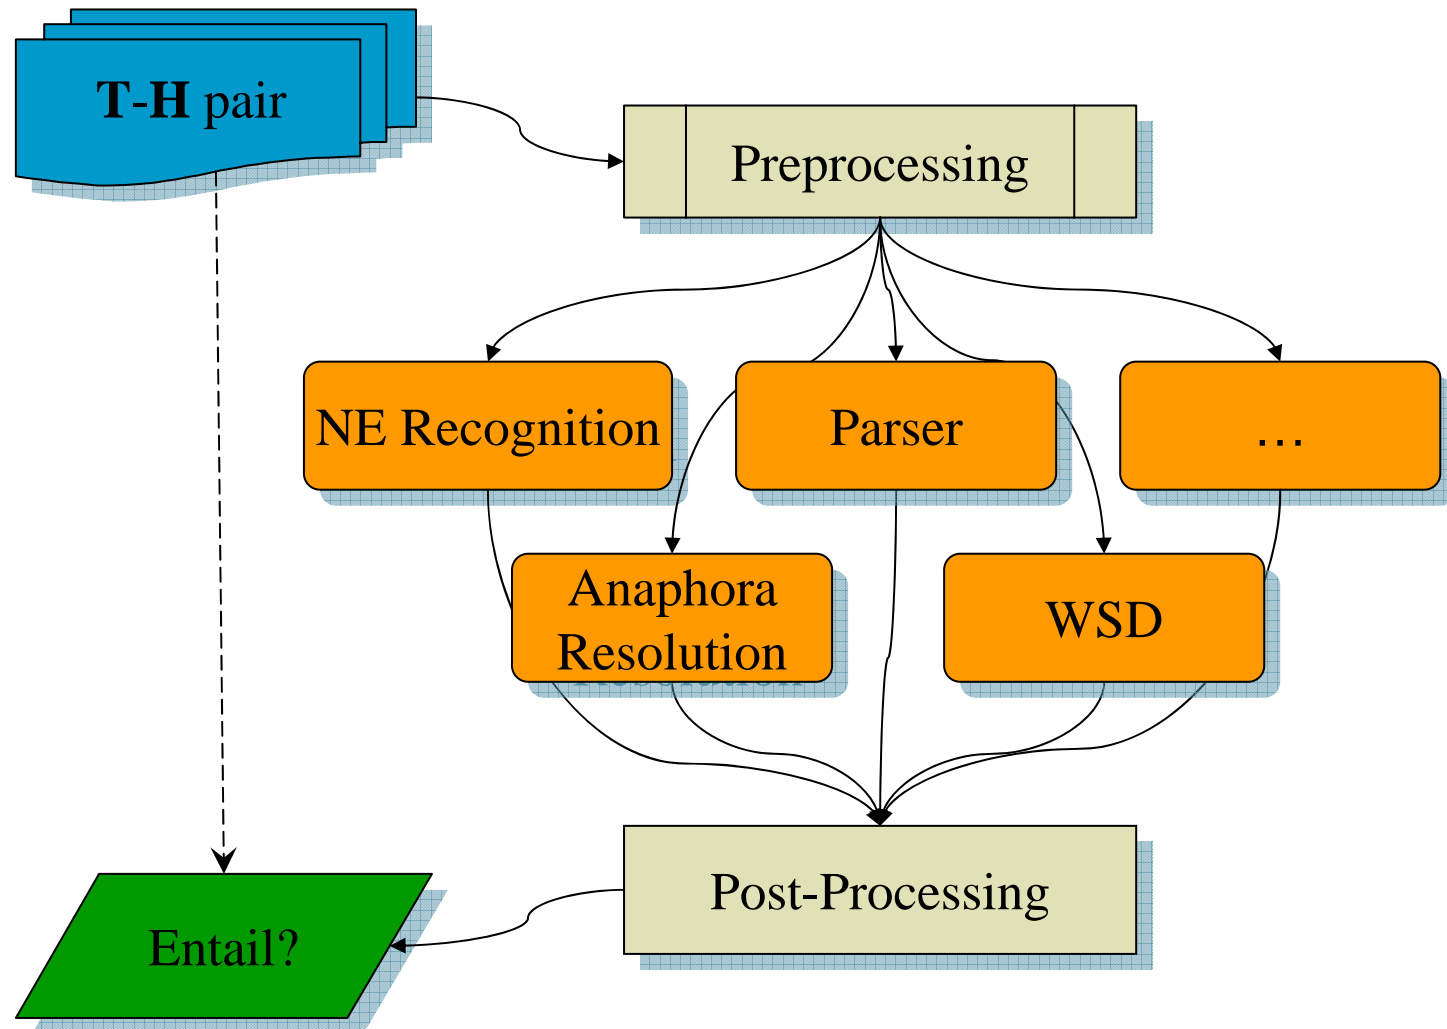 T-H pair
Preprocessing
NE Recognition
Parser
…
Anaphora
Resolution
WSD
Post-Processing
Entail?